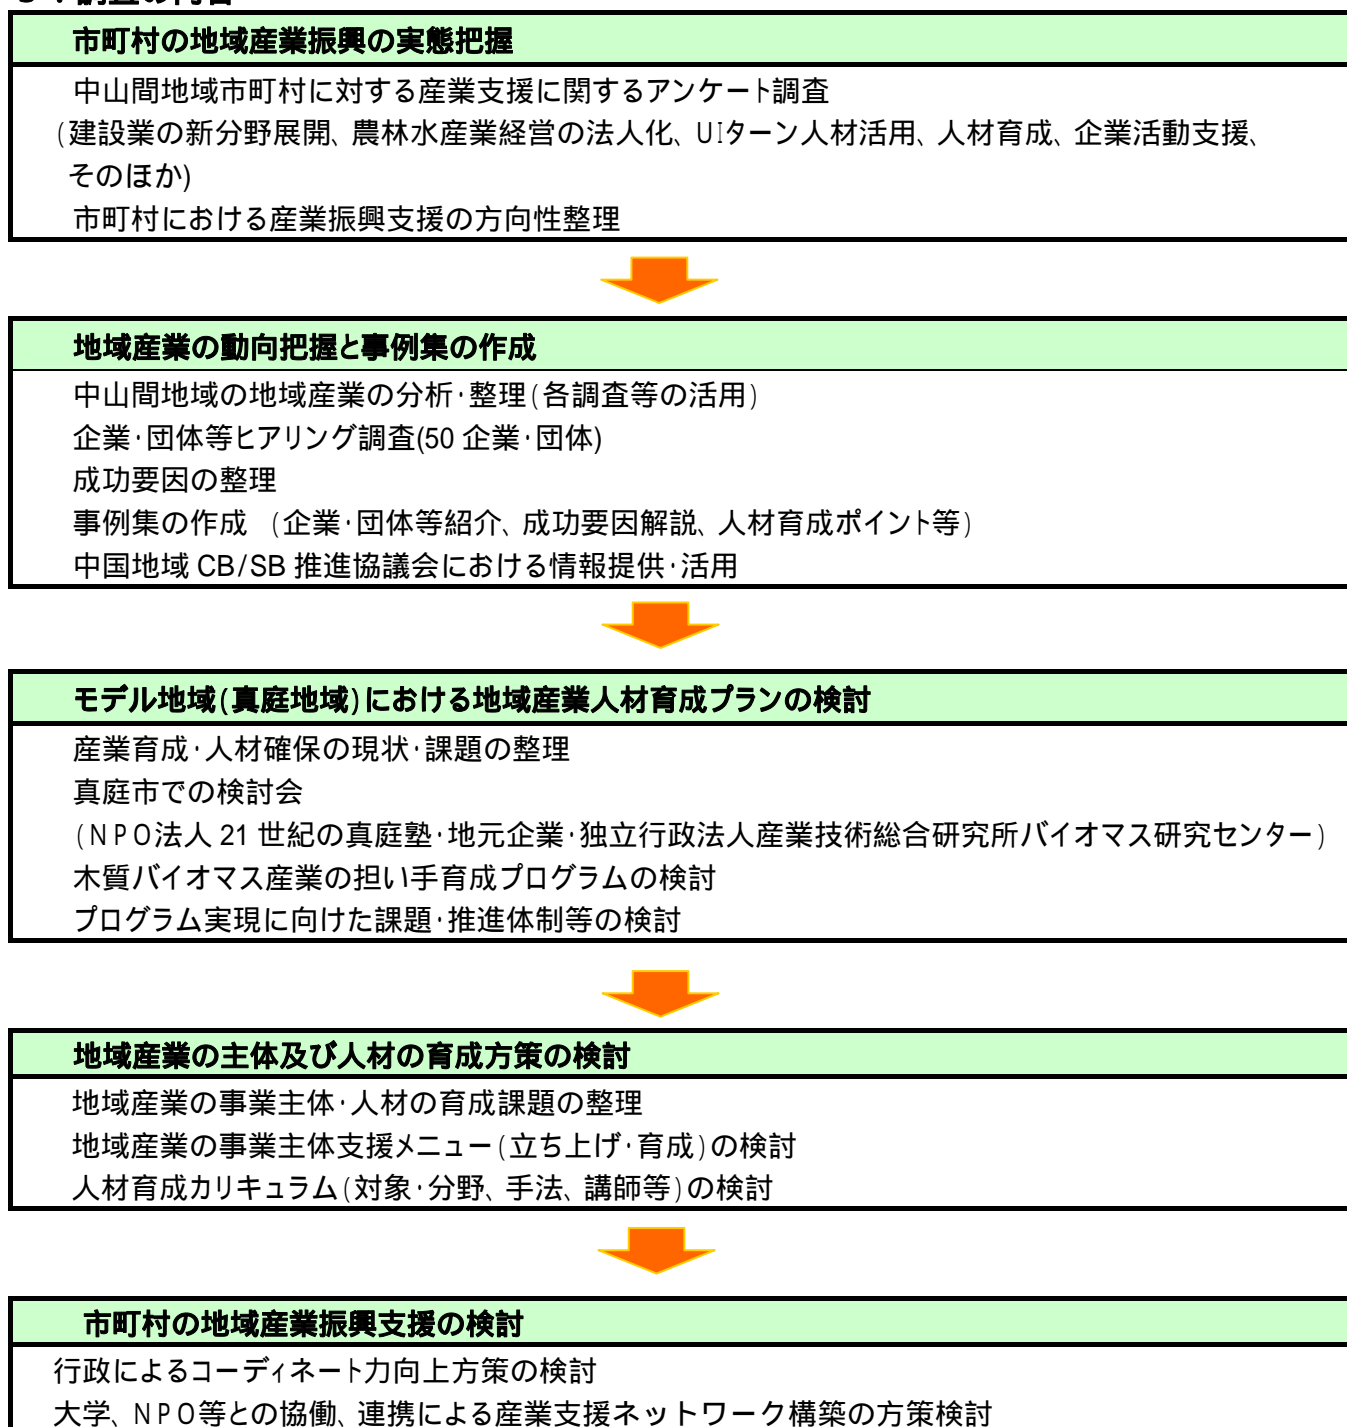 市町村の地域産業振興の実態把握
中山間地域市町村に対する産業支援に関するアンケート調査
(建設業の新分野展開、農林水産業経営の法人化、UIターン人材活用、人材育成、企業活動支援、
そのほか)
市町村における産業振興支援の方向性整理
地域産業の動向把握と事例集の作成
中山間地域の地域産業の分析・整理(各調査等の活用)
企業・団体等ヒアリング調査(50 企業・団体)
成功要因の整理
事例集の作成 (企業・団体等紹介、成功要因解説、人材育成ポイント等)
中国地域 CB/SB 推進協議会における情報提供・活用
モデル地域(真庭地域)における地域産業人材育成プランの検討
産業育成・人材確保の現状・課題の整理
真庭市での検討会
(NPO法人 21 世紀の真庭塾・地元企業・独立行政法人産業技術総合研究所バイオマス研究センター)
木質バイオマス産業の担い手育成プログラムの検討
プログラム実現に向けた課題・推進体制等の検討
地域産業の主体及び人材の育成方策の検討
地域産業の事業主体・人材の育成課題の整理
地域産業の事業主体支援メニュー(立ち上げ・育成)の検討
人材育成カリキュラム(対象・分野、手法、講師等)の検討
市町村の地域産業振興支援の検討
行政によるコーディネート力向上方策の検討
大学、NPO等との協働、連携による産業支援ネットワーク構築の方策検討